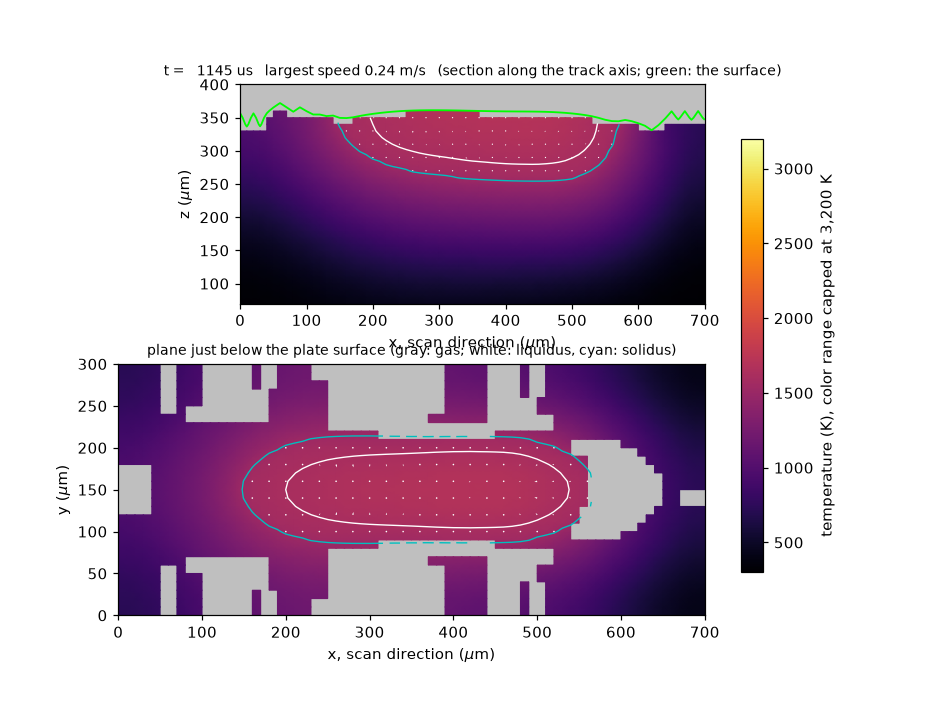 t =   1145 us   largest speed 0.24 m/s   (section along the track axis; green: the surface)
400
350
300
250
200
150
100
z (μm)
0 100 200 300 400 500 600 700
x, scan direction (μm)
plane just below the plate surface (gray: gas; white: liquidus, cyan: solidus)
300
250
200
150
100
50
0
y (μm)
0 100 200 300 400 500 600 700
x, scan direction (μm)
3000
2500
2000
1500
1000
500
temperature (K), color range capped at 3,200 K